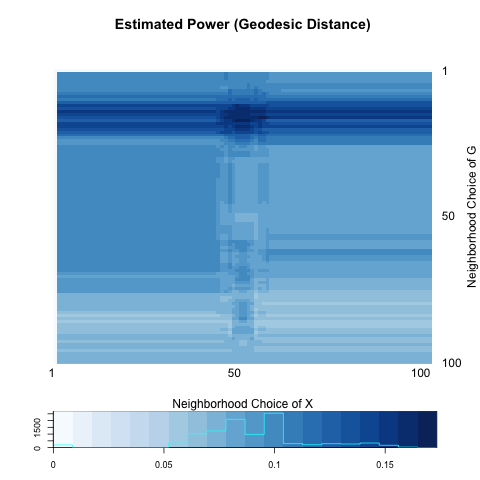 Estimated Power (Geodesic Distance)
1
Neighborhood Choice of G
50
100
1 50 100
Neighborhood Choice of X
0 1500
0 0.05 0.1 0.15